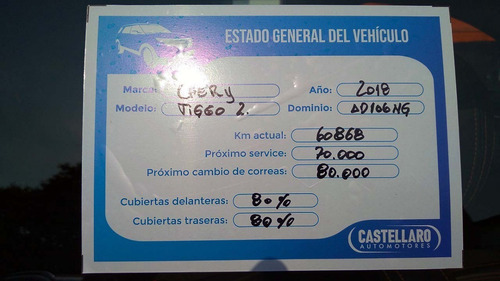 ESTADO GENERAL DEL VEHÍCULO
Marca: CHERY Año: 2018
Modelo: TIGGO 2. Dominio: AD106NG
Km actual: 60868
Próximo service: 70.000
Próximo cambio de correas: 80.000
Cubiertas delanteras: 80%
Cubiertas traseras: 80%
CASTELLARO
AUTOMOTORES